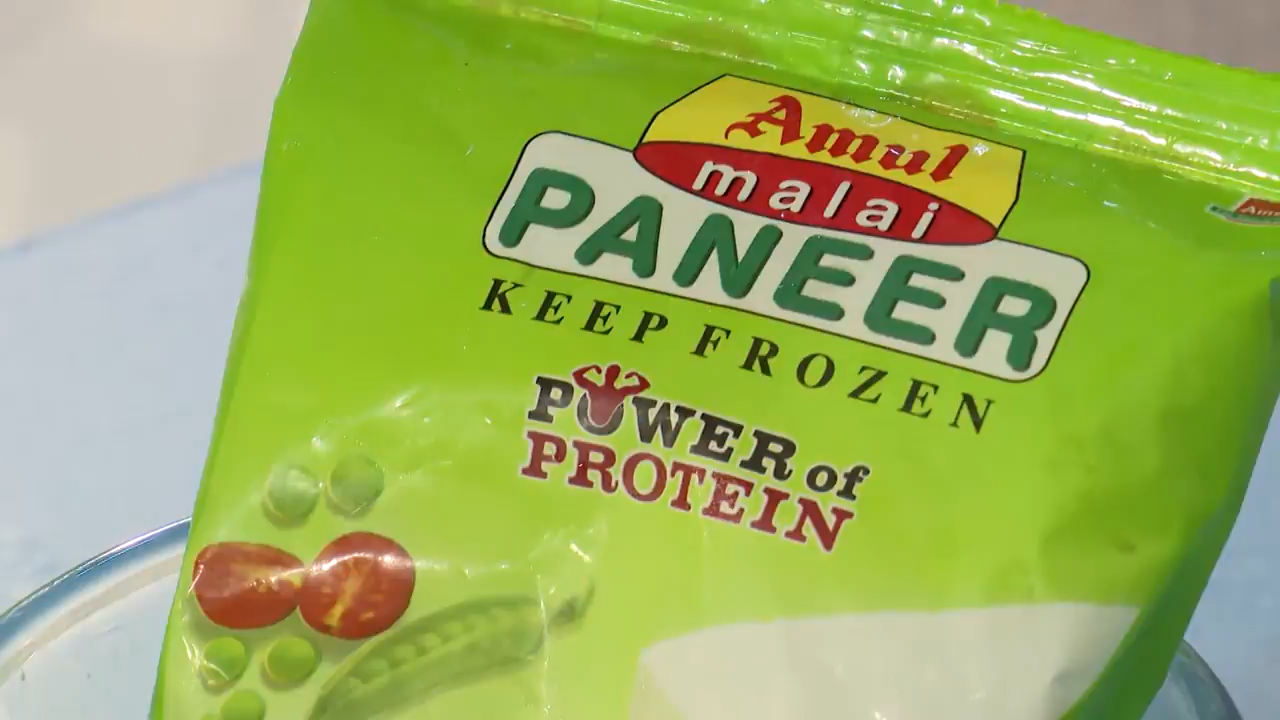 Amul
malai
PANEER
KEEP FROZEN
POWER of
PROTEIN